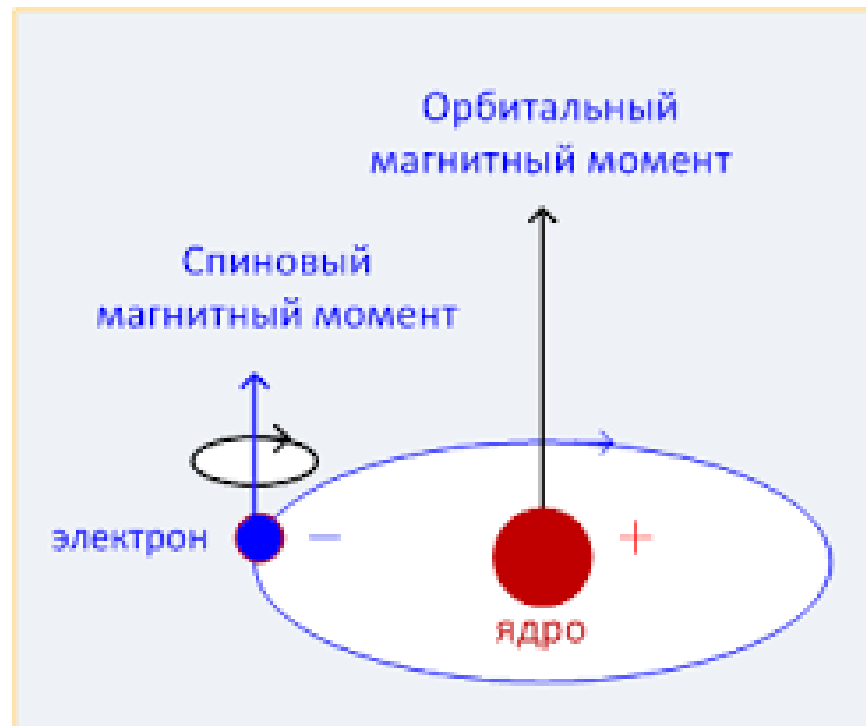 Орбитальный
магнитный момент
Спиновый
магнитный момент
электрон −
+
ядро